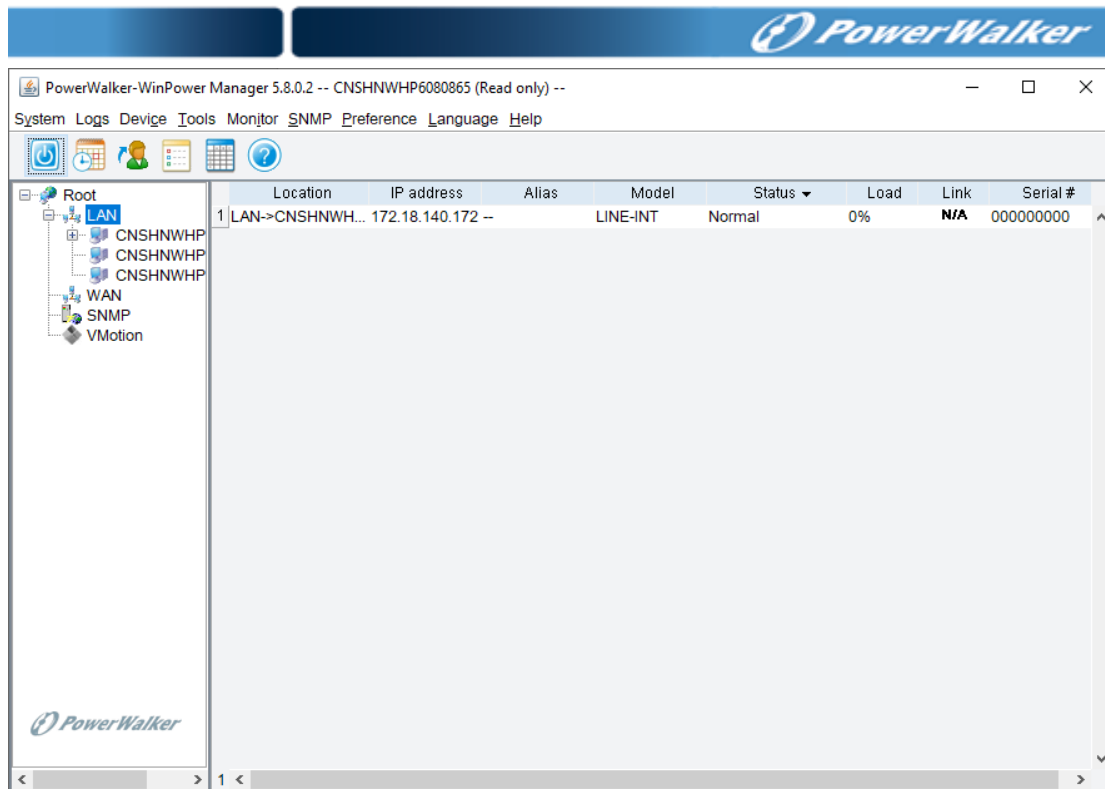 PowerWalker
PowerWalker-WinPower Manager 5.8.0.2 -- CNSHNWHP6080865 (Read only) --
System Logs Device Tools Monitor SNMP Preference Language Help
Root
LAN
CNSHNWHP
CNSHNWHP
CNSHNWHP
WAN
SNMP
VMotion
PowerWalker
Location IP address Alias Model Status Load Link Serial #
1 LAN->CNSHNWH... 172.18.140.172 -- LINE-INT Normal 0% N/A 000000000
1